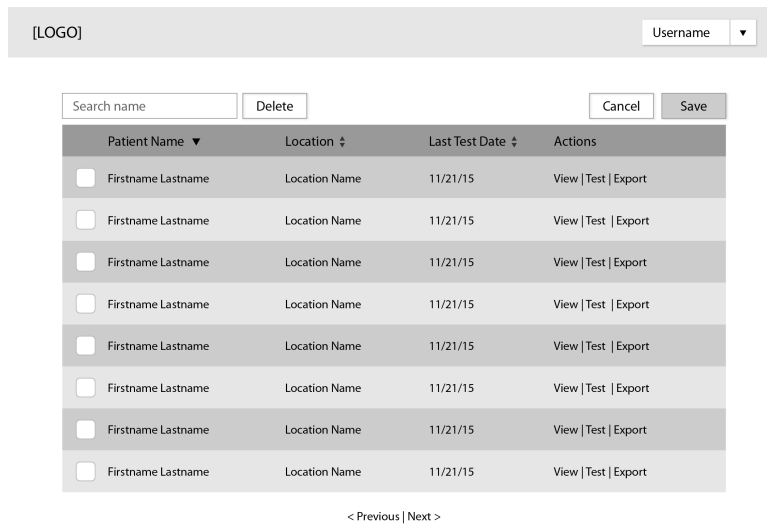 [LOGO] Username ▼
Search name Delete Cancel Save
Patient Name ▼ Location Last Test Date Actions
Firstname Lastname Location Name 11/21/15 View | Test | Export
Firstname Lastname Location Name 11/21/15 View | Test | Export
Firstname Lastname Location Name 11/21/15 View | Test | Export
Firstname Lastname Location Name 11/21/15 View | Test | Export
Firstname Lastname Location Name 11/21/15 View | Test | Export
Firstname Lastname Location Name 11/21/15 View | Test | Export
Firstname Lastname Location Name 11/21/15 View | Test | Export
Firstname Lastname Location Name 11/21/15 View | Test | Export
< Previous | Next >